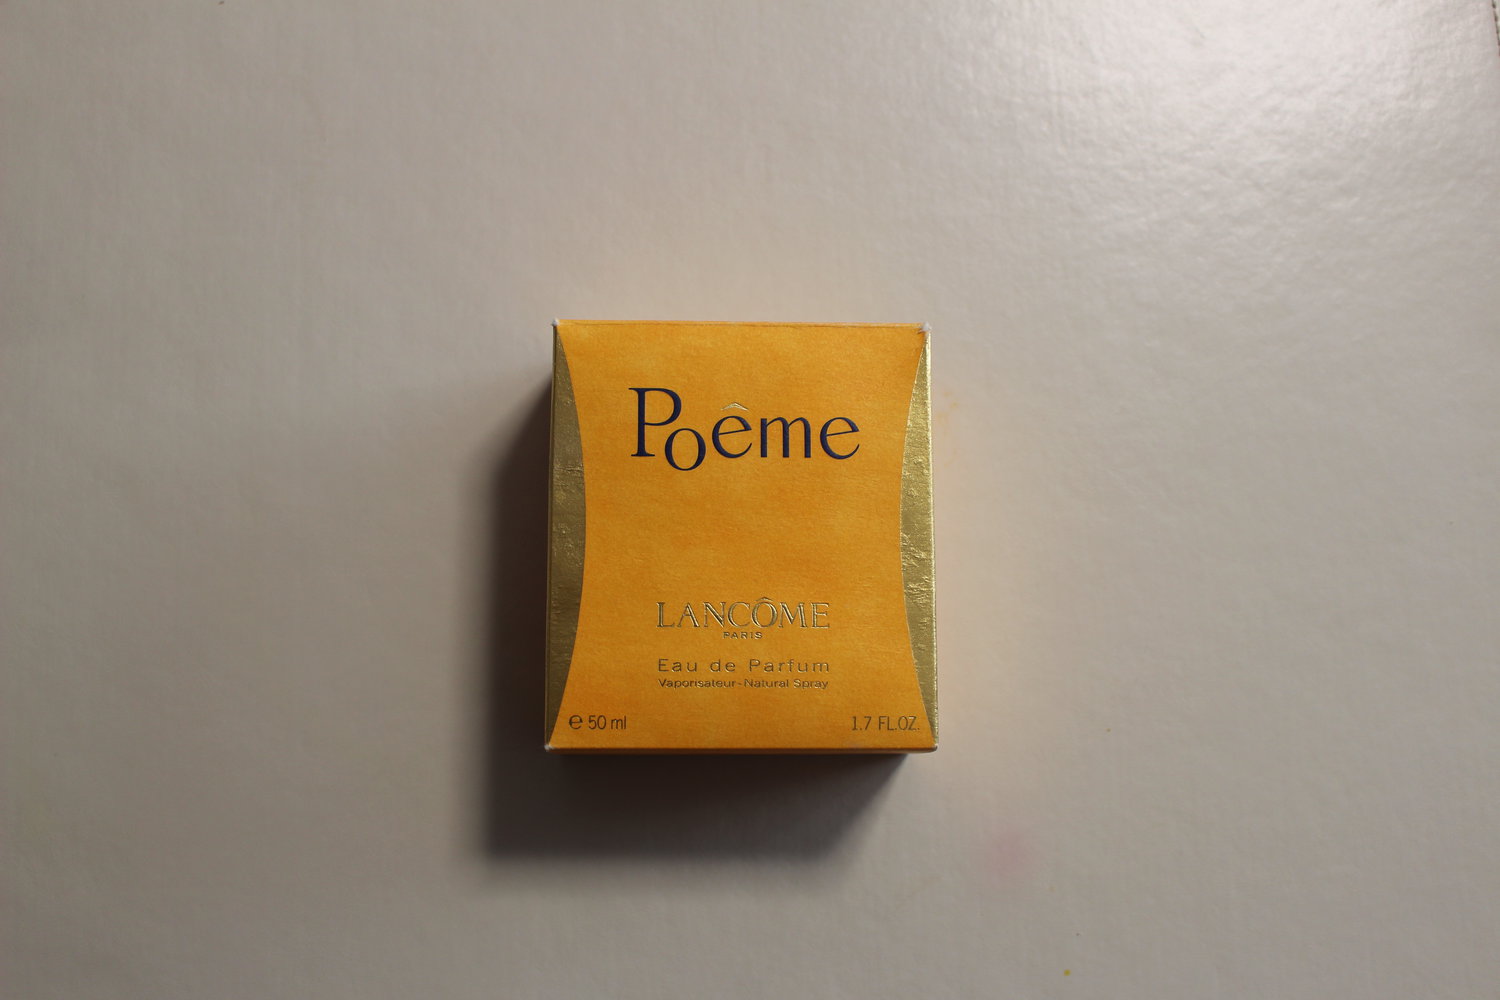 Poême
LANCÔME
PARIS
Eau de Parfum
Vaporisateur-Natural Spray
℮ 50 ml 1.7 FL.OZ.